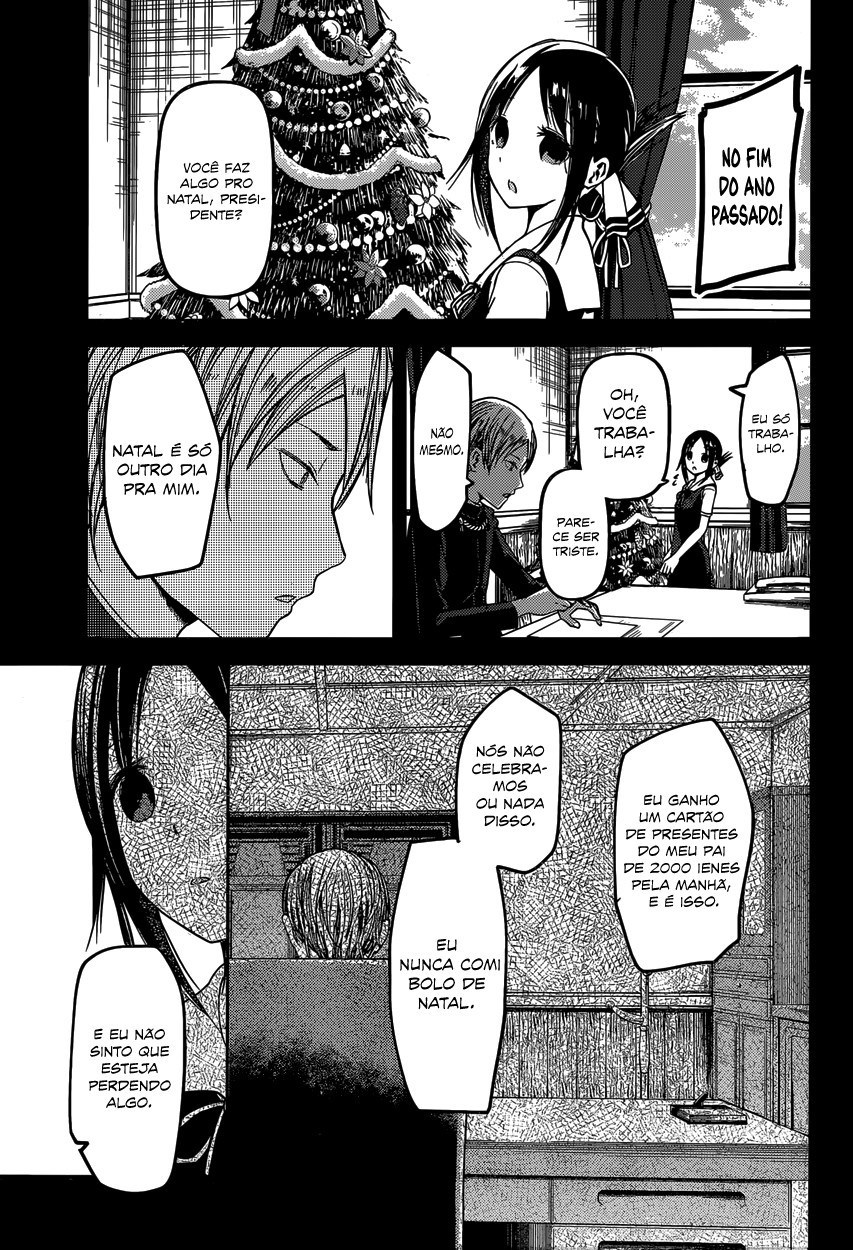 NO FIM
DO ANO
PASSADO!
VOCÊ FAZ
ALGO PRO
NATAL, PRESI-
DENTE?
EU SÓ
TRABA-
LHO.
OH,
VOCÊ
TRABA-
LHA?
PARE-
CE SER
TRISTE.
NÃO
MESMO.
NATAL É SÓ
OUTRO DIA
PRA MIM.
EU GANHO
UM CARTÃO
DE PRESENTES
DO MEU PAI
DE 2000 IENES
PELA MANHÃ,
E É ISSO.
NÓS NÃO
CELEBRA-
MOS
OU NADA
DISSO.
EU
NUNCA COMI
BOLO DE
NATAL.
E EU NÃO
SINTO QUE
ESTEJA
PERDENDO
ALGO.